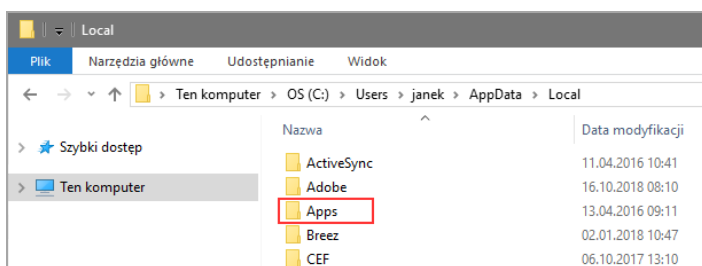 Local
Plik Narzędzia główne Udostępnianie Widok
Ten komputer > OS (C:) > Users > janek > AppData > Local
Nazwa Data modyfikacji
Szybki dostęp
ActiveSync 11.04.2016 10:41
Ten komputer Adobe 16.10.2018 08:10
Apps 13.04.2016 09:11
Breez 02.01.2018 10:47
CEF 06.10.2017 13:10